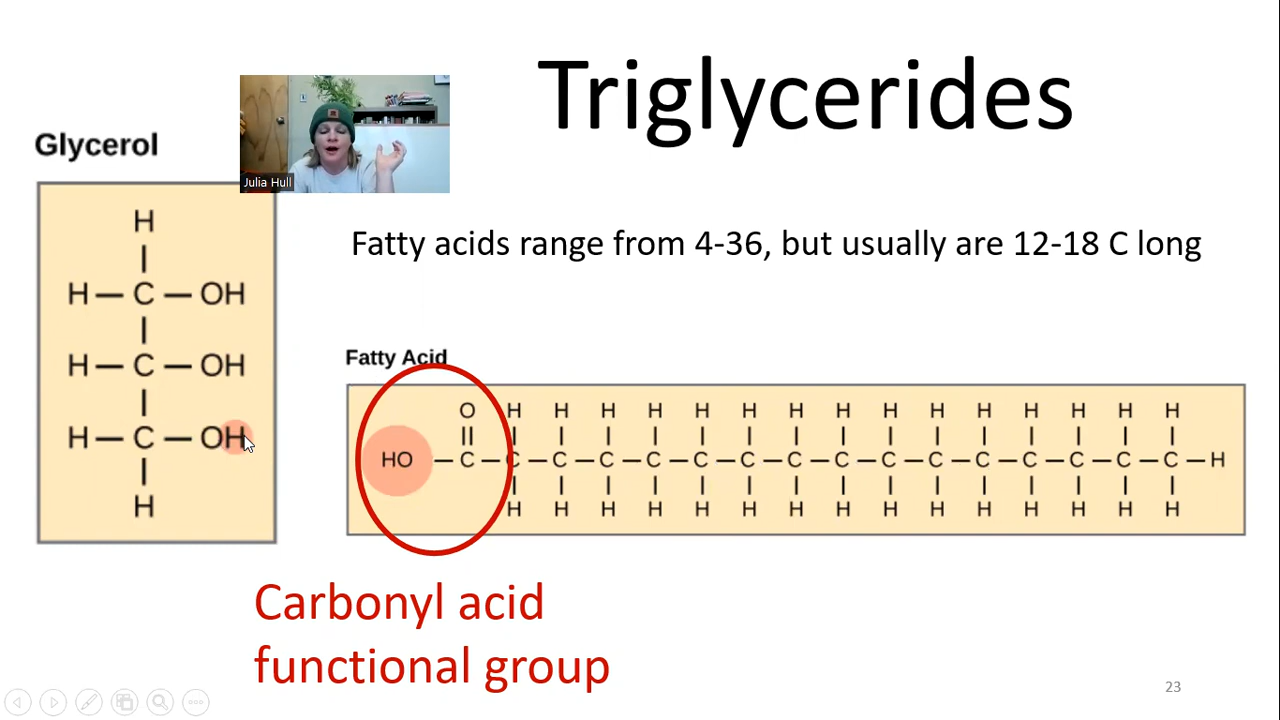 Triglycerides
Glycerol
Julia Hull
H
H — C — OH
H — C — OH
H — C — OH
H
Fatty acids range from 4-36, but usually are 12-18 C long
Fatty Acid
O H H H H H H H H H H H H H H H
HO — C — C — C — C — C — C — C — C — C — C — C — C — C — C — C — C — H
H H H H H H H H H H H H H H H
Carbonyl acid
functional group
23